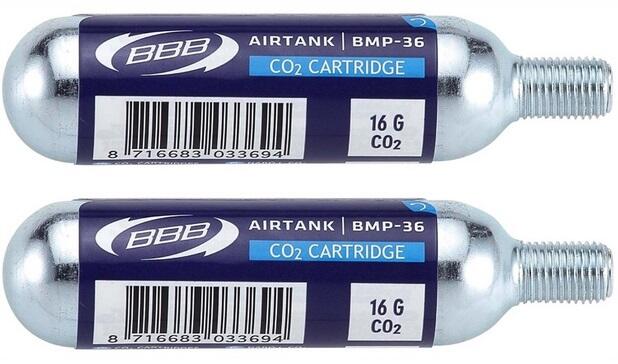 BBB
AIRTANK | BMP-36
CO₂ CARTRIDGE
16 G
CO₂
8 716683 033694
BBB
AIRTANK | BMP-36
CO₂ CARTRIDGE
16 G
CO₂
8 716683 033694